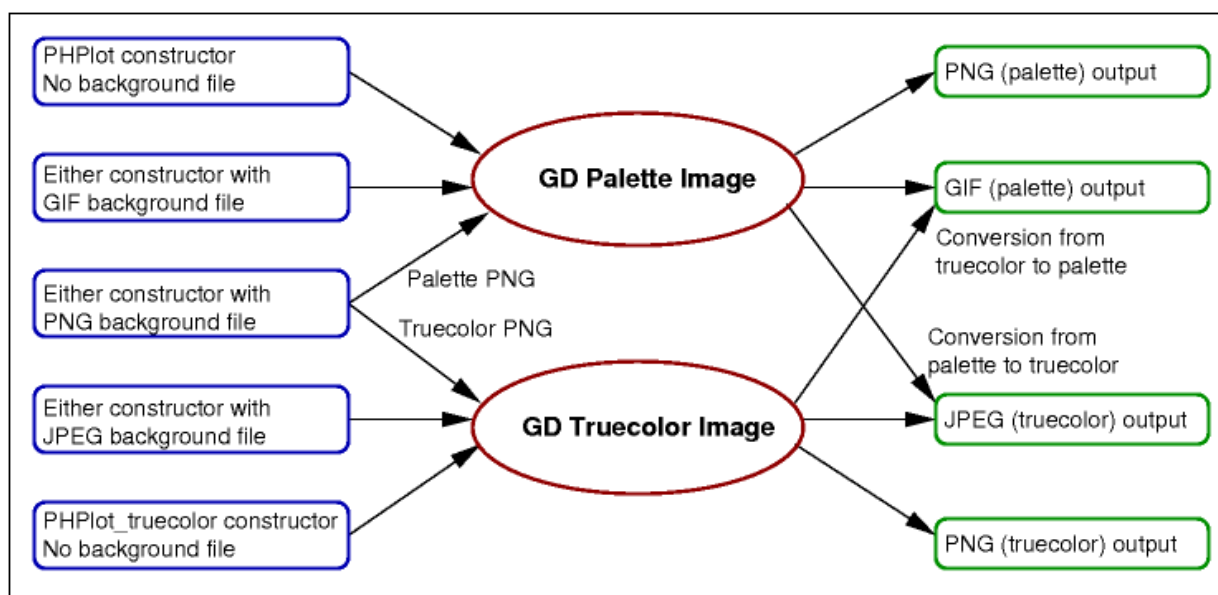 PHPlot constructor
No background file
Either constructor with
GIF background file
Either constructor with
PNG background file
Either constructor with
JPEG background file
PHPlot_truecolor constructor
No background file
GD Palette Image
Palette PNG
Truecolor PNG
GD Truecolor Image
PNG (palette) output
GIF (palette) output
Conversion from
truecolor to palette
Conversion from
palette to truecolor
JPEG (truecolor) output
PNG (truecolor) output